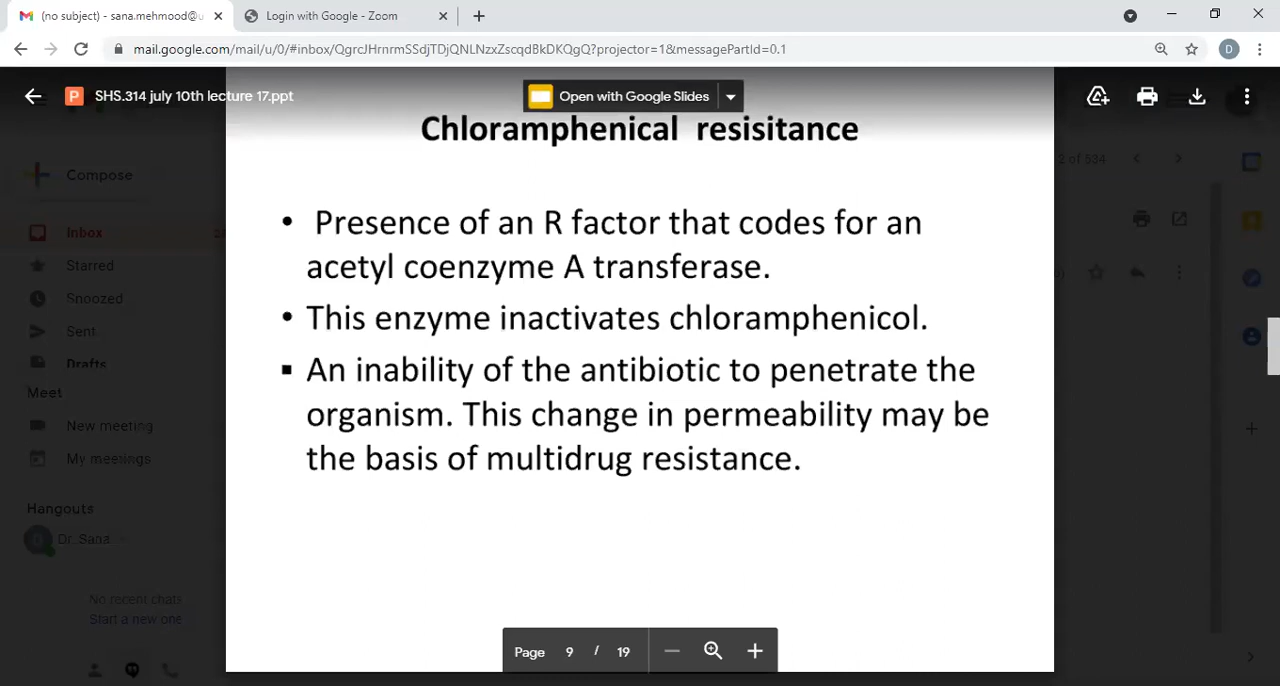 (no subject) - sana.mehmood@u
Login with Google - Zoom
mail.google.com/mail/u/0/#inbox/QgrcJHrnrmSSdjTDjQNLNzxZscqdBkDKQgQ?projector=1&messagePartId=0.1
D
P SHS.314 july 10th lecture 17.ppt
Open with Google Slides
Chloramphenical resisitance
2 of 334
Compose
Inbox
Starred
Snoozed
Sent
Drafts
Meet
New meeting
My meetings
Hangouts
Dr. Sana
No recent chats
Start a new one
• Presence of an R factor that codes for an
acetyl coenzyme A transferase.
• This enzyme inactivates chloramphenicol.
▪ An inability of the antibiotic to penetrate the
organism. This change in permeability may be
the basis of multidrug resistance.
Page 9 / 19